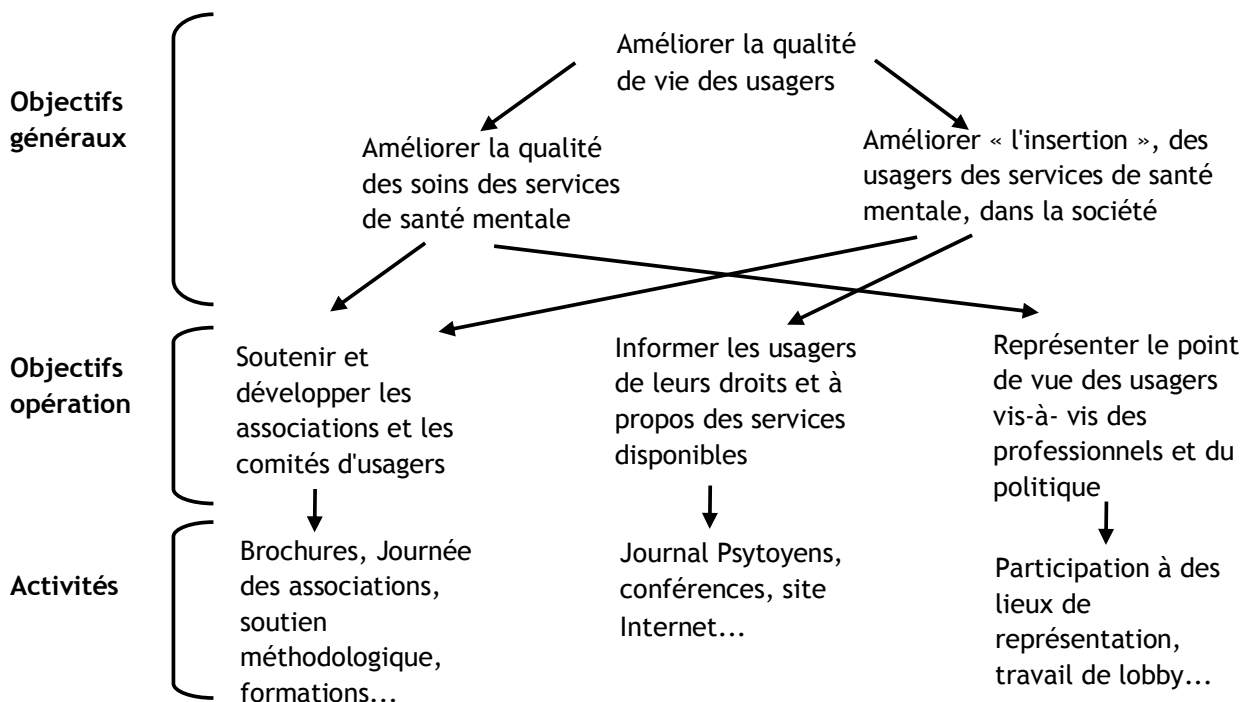 Améliorer la qualité
de vie des usagers
Objectifs
généraux
Améliorer la qualité
des soins des services
de santé mentale
Améliorer « l'insertion », des
usagers des services de santé
mentale, dans la société
Objectifs
opération
Soutenir et
développer les
associations et les
comités d'usagers
Informer les usagers
de leurs droits et à
propos des services
disponibles
Représenter le point
de vue des usagers
vis-à- vis des
professionnels et du
politique
Activités
Brochures, Journée
des associations,
soutien
méthodologique,
formations...
Journal Psytoyens,
conférences, site
Internet...
Participation à des
lieux de
représentation,
travail de lobby...